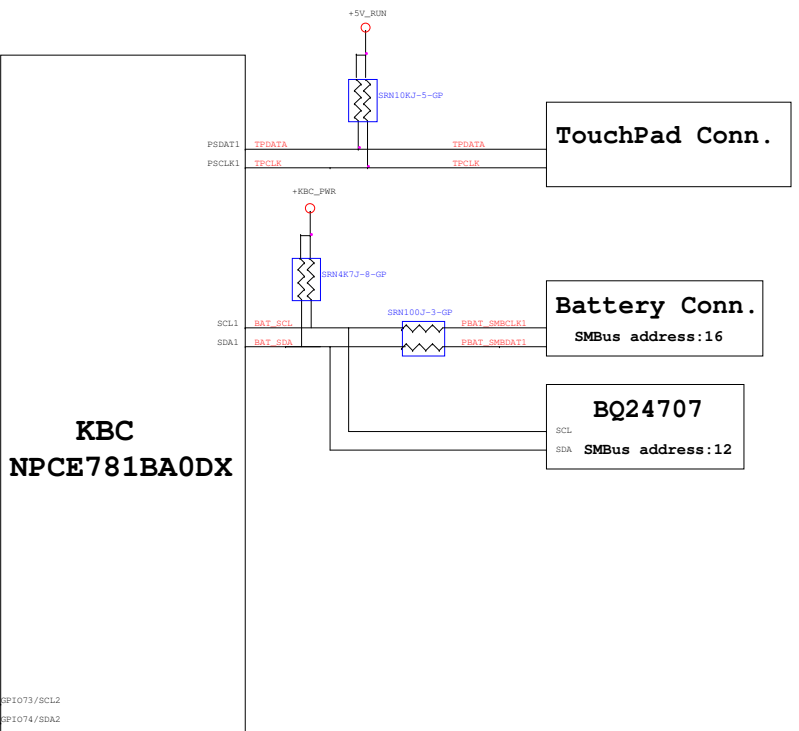 +5V_RUN
SRN10KJ-5-GP
PSDAT1 TPDATA TPDATA
TouchPad Conn.
PSCLK1 TPCLK TPCLK
+KBC_PWR
SRN4K7J-8-GP
SRN100J-3-GP
Battery Conn.
SCL1 BAT_SCL PBAT_SMBCLK1
SMBus address:16
SDA1 BAT_SDA PBAT_SMBDAT1
BQ24707
SCL
SDA SMBus address:12
KBC
NPCE781BA0DX
GPIO73/SCL2
GPIO74/SDA2